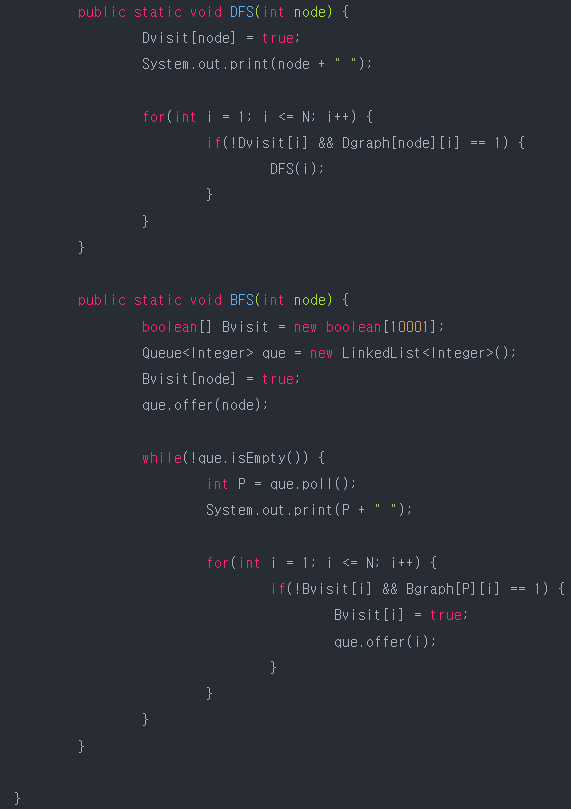 public static void DFS(int node) {
Dvisit[node] = true;
System.out.print(node + " ");
for(int i = 1; i <= N; i++) {
if(!Dvisit[i] && Dgraph[node][i] == 1) {
DFS(i);
}
}
}
public static void BFS(int node) {
boolean[] Bvisit = new boolean[10001];
Queue<Integer> que = new LinkedList<Integer>();
Bvisit[node] = true;
que.offer(node);
while(!que.isEmpty()) {
int P = que.poll();
System.out.print(P + " ");
for(int i = 1; i <= N; i++) {
if(!Bvisit[i] && Bgraph[P][i] == 1) {
Bvisit[i] = true;
que.offer(i);
}
}
}
}
}